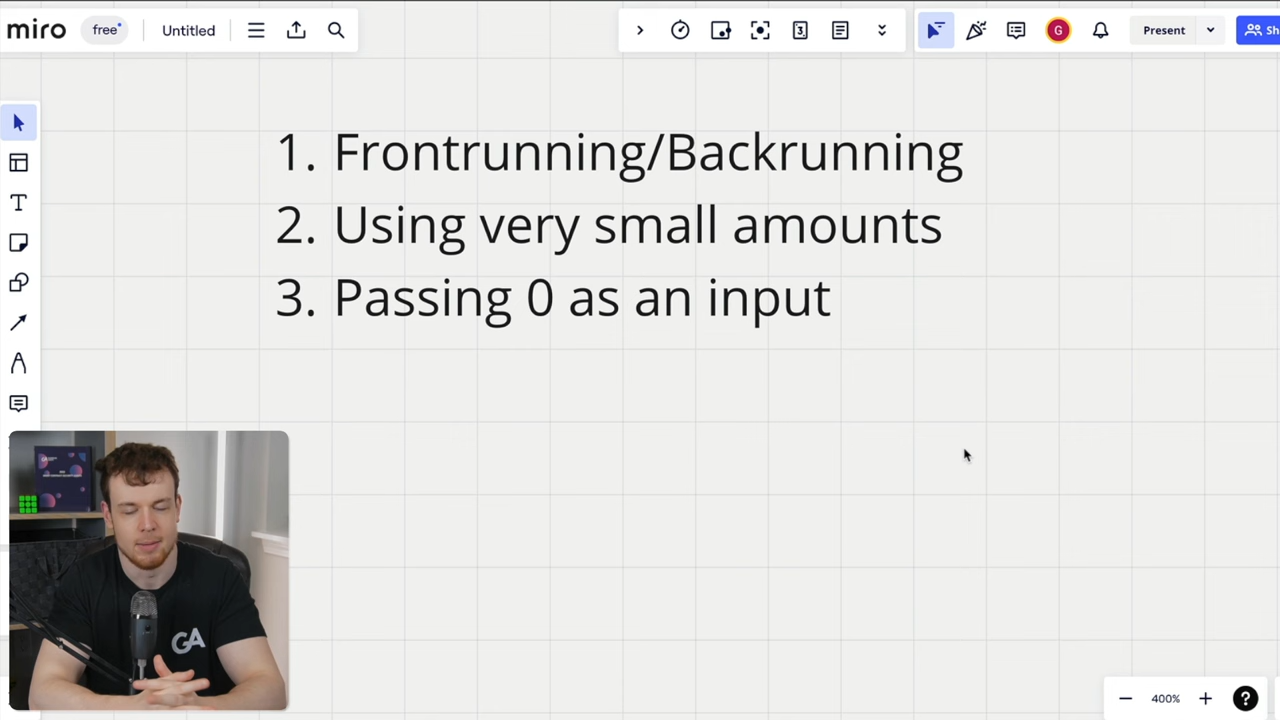 miro free Untitled Present Sh
1. Frontrunning/Backrunning
2. Using very small amounts
3. Passing 0 as an input
GA
400%